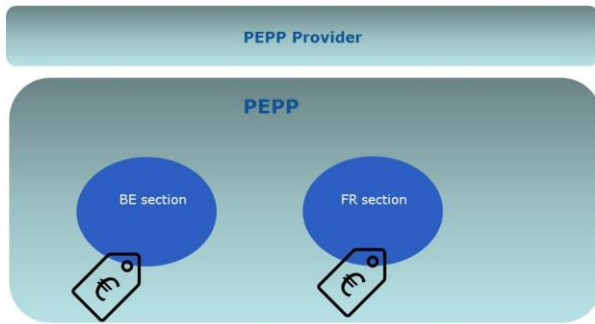 PEPP Provider
PEPP
BE section
FR section
€
€